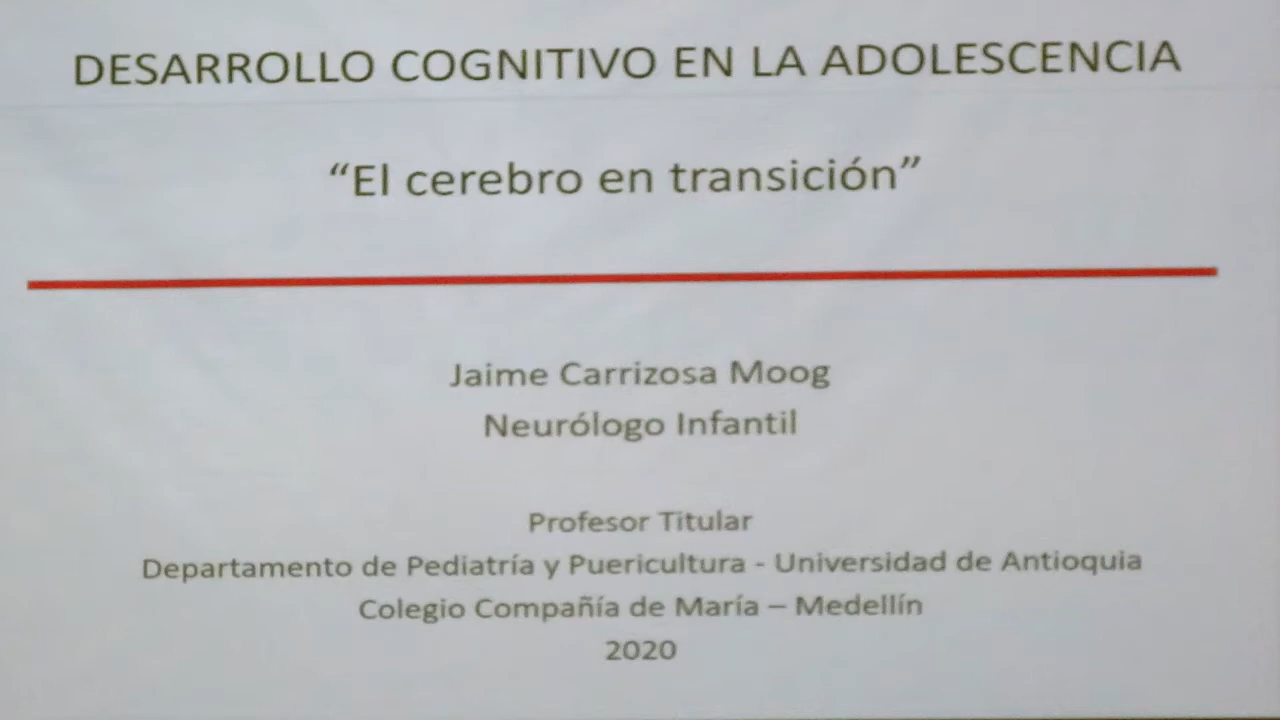 DESARROLLO COGNITIVO EN LA ADOLESCENCIA
“El cerebro en transición”
Jaime Carrizosa Moog
Neurólogo Infantil
Profesor Titular
Departamento de Pediatría y Puericultura - Universidad de Antioquia
Colegio Compañía de María – Medellín
2020